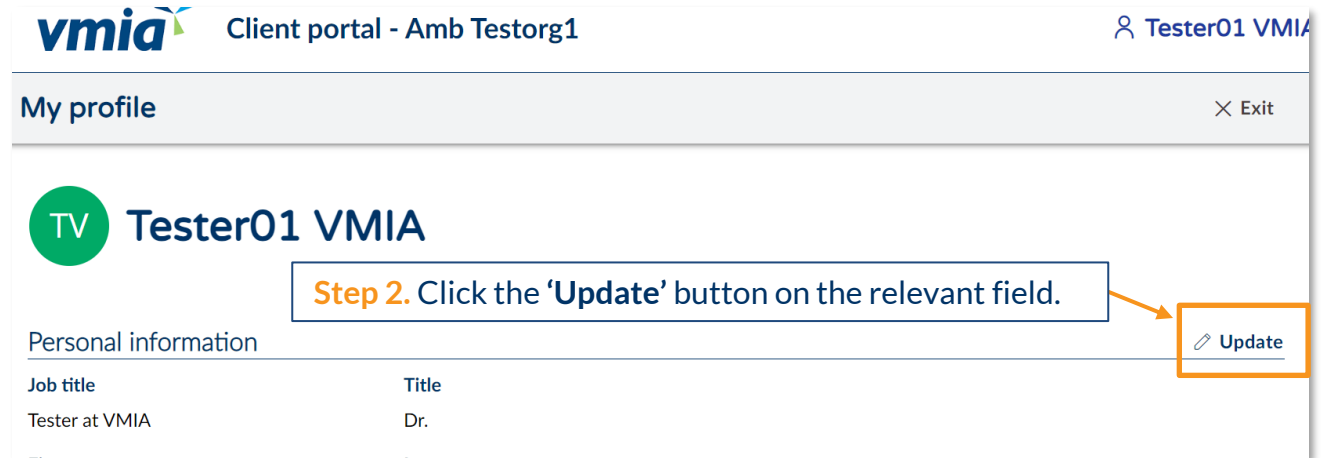 vmia Client portal - Amb Testorg1 Tester01 VMIA
My profile Exit
TV Tester01 VMIA
Step 2. Click the ‘Update’ button on the relevant field.
Personal information Update
Job title Title
Tester at VMIA Dr.